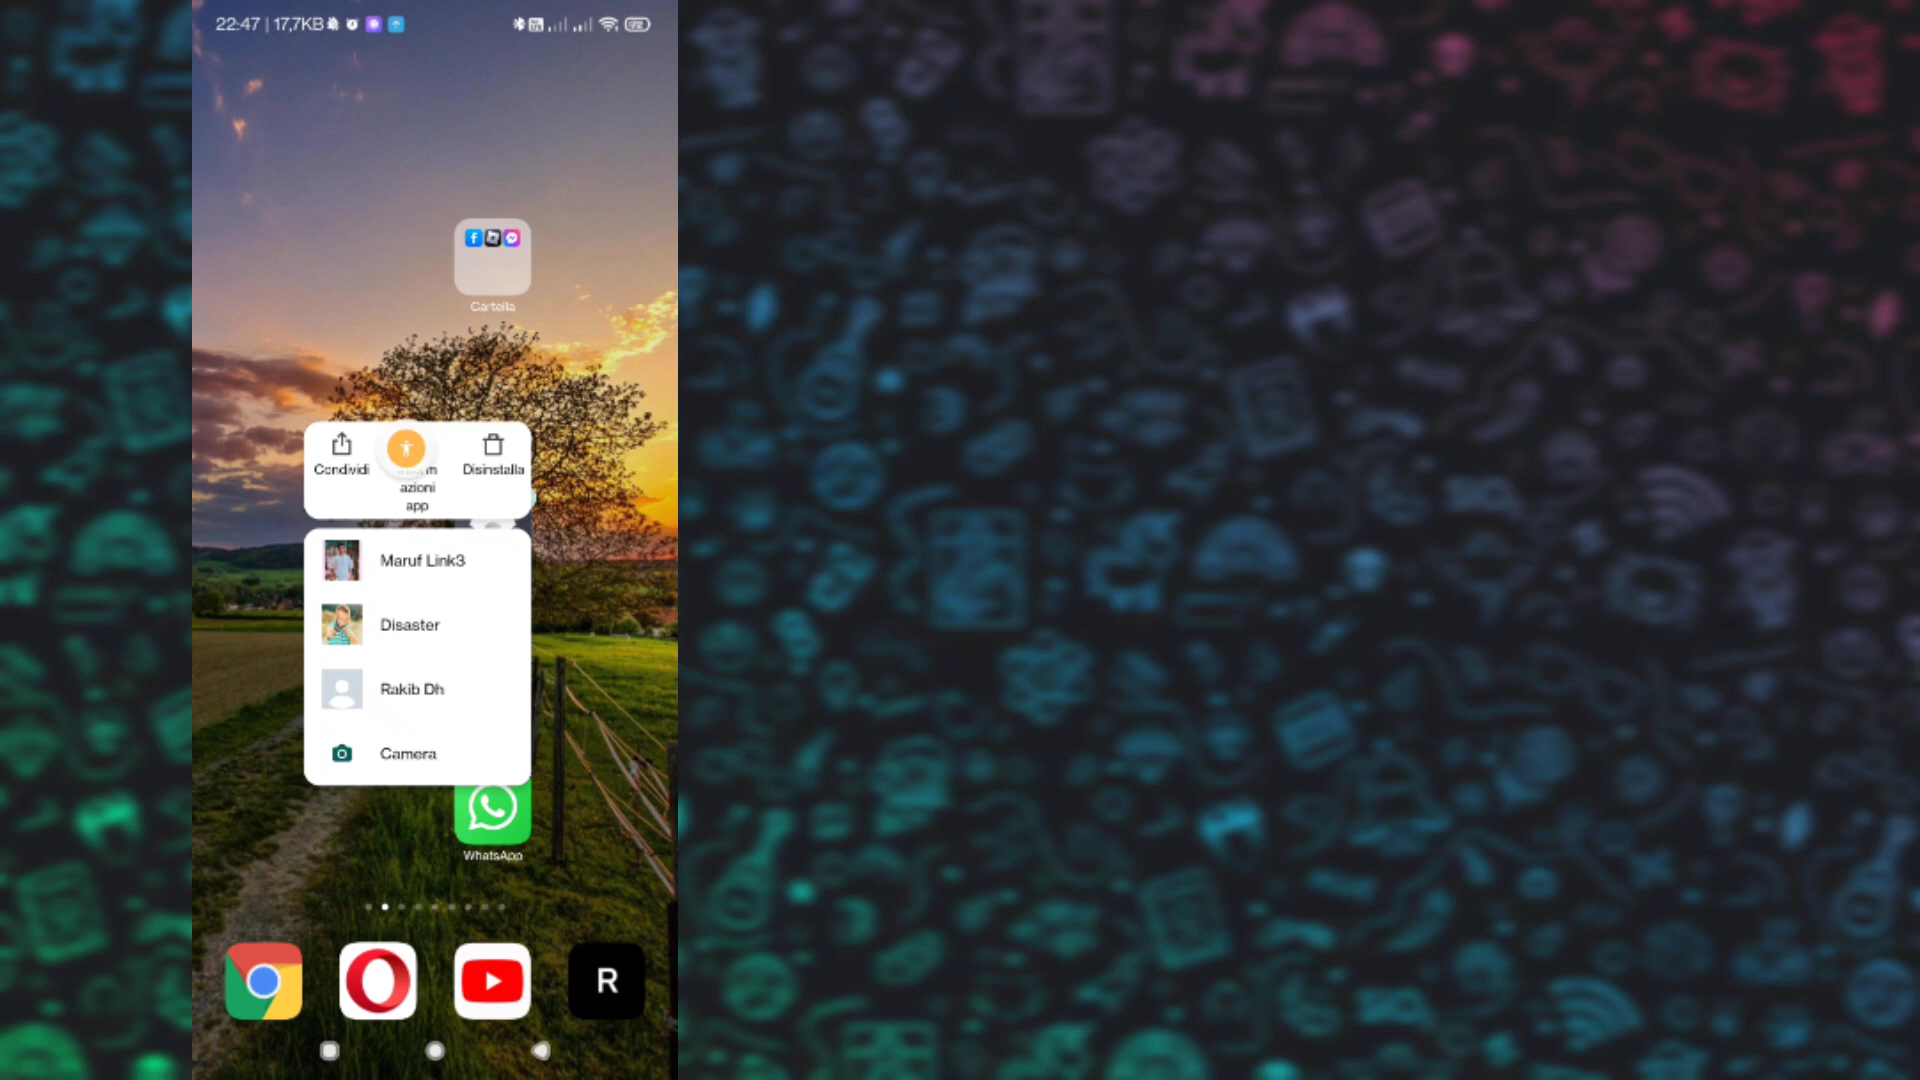 22:47 | 17,7KB
Cartella
Condividi
Disinstalla
azioni
app
Maruf Link3
Disaster
Rakib Dh
Camera
WhatsApp
R